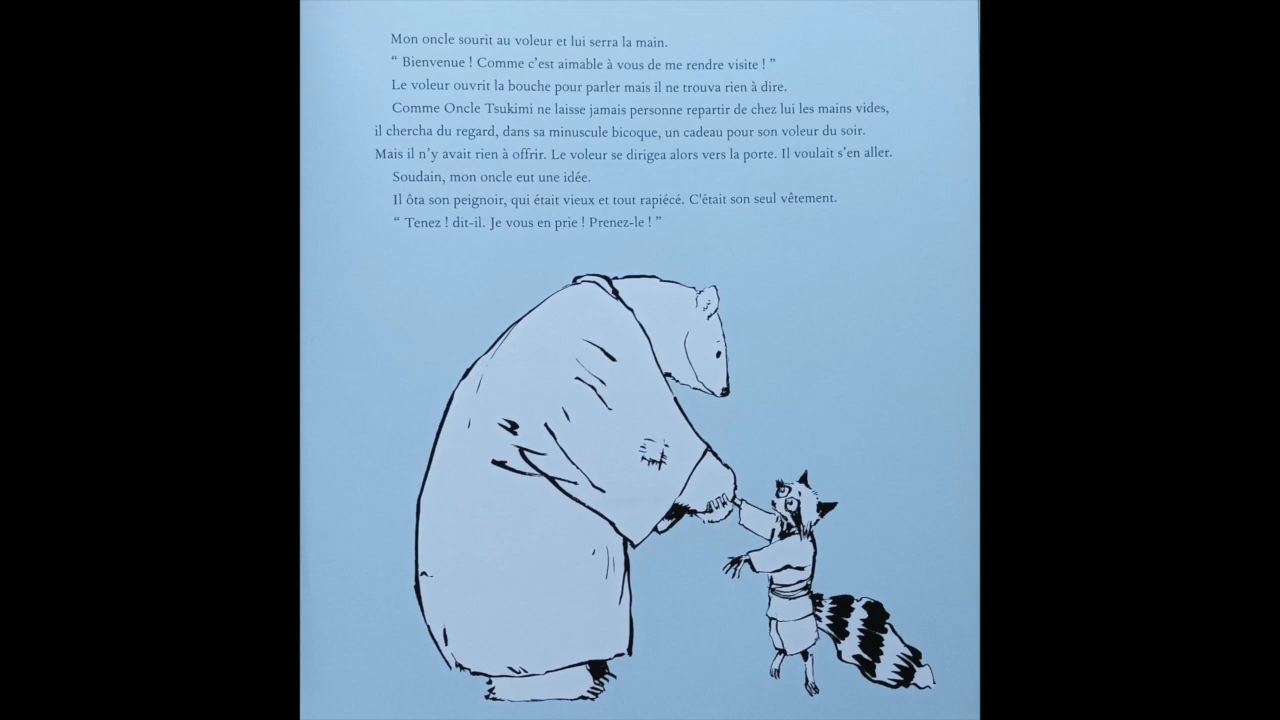 Mon oncle sourit au voleur et lui serra la main.
“ Bienvenue ! Comme c’est aimable à vous de me rendre visite ! ”
Le voleur ouvrit la bouche pour parler mais il ne trouva rien à dire.
Comme Oncle Tsukimi ne laisse jamais personne repartir de chez lui les mains vides,
il chercha du regard, dans sa minuscule bicoque, un cadeau pour son voleur du soir.
Mais il n’y avait rien à offrir. Le voleur se dirigea alors vers la porte. Il voulait s’en aller.
Soudain, mon oncle eut une idée.
Il ôta son peignoir, qui était vieux et tout rapiécé. C'était son seul vêtement.
“ Tenez ! dit-il. Je vous en prie ! Prenez-le ! ”